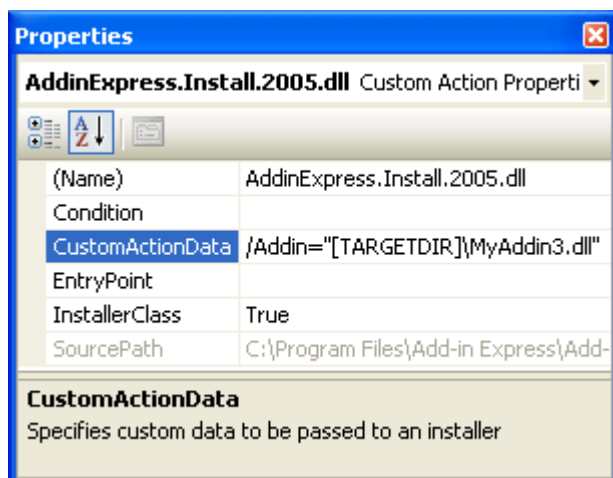 Properties
AddinExpress.Install.2005.dll Custom Action Properti
(Name) AddinExpress.Install.2005.dll
Condition
CustomActionData /Addin="[TARGETDIR]\MyAddin3.dll"
EntryPoint
InstallerClass True
SourcePath C:\Program Files\Add-in Express\Add-
CustomActionData
Specifies custom data to be passed to an installer